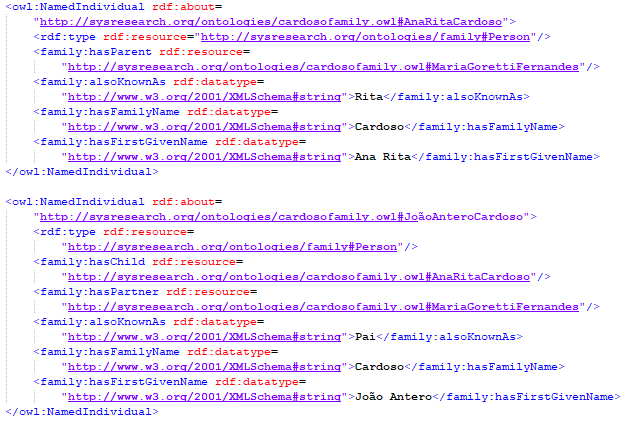 <owl:NamedIndividual rdf:about=
"http://sysresearch.org/ontologies/cardosofamily.owl#AnaRitaCardoso">
<rdf:type rdf:resource="http://sysresearch.org/ontologies/family#Person"/>
<family:hasParent rdf:resource=
"http://sysresearch.org/ontologies/cardosofamily.owl#MariaGorettiFernandes"/>
<family:alsoKnownAs rdf:datatype=
"http://www.w3.org/2001/XMLSchema#string">Rita</family:alsoKnownAs>
<family:hasFamilyName rdf:datatype=
"http://www.w3.org/2001/XMLSchema#string">Cardoso</family:hasFamilyName>
<family:hasFirstGivenName rdf:datatype=
"http://www.w3.org/2001/XMLSchema#string">Ana Rita</family:hasFirstGivenName>
</owl:NamedIndividual>
<owl:NamedIndividual rdf:about=
"http://sysresearch.org/ontologies/cardosofamily.owl#JoãoAnteroCardoso">
<rdf:type rdf:resource=
"http://sysresearch.org/ontologies/family#Person"/>
<family:hasChild rdf:resource=
"http://sysresearch.org/ontologies/cardosofamily.owl#AnaRitaCardoso"/>
<family:hasPartner rdf:resource=
"http://sysresearch.org/ontologies/cardosofamily.owl#MariaGorettiFernandes"/>
<family:alsoKnownAs rdf:datatype=
"http://www.w3.org/2001/XMLSchema#string">Pai</family:alsoKnownAs>
<family:hasFamilyName rdf:datatype=
"http://www.w3.org/2001/XMLSchema#string">Cardoso</family:hasFamilyName>
<family:hasFirstGivenName rdf:datatype=
"http://www.w3.org/2001/XMLSchema#string">João Antero</family:hasFirstGivenName>
</owl:NamedIndividual>